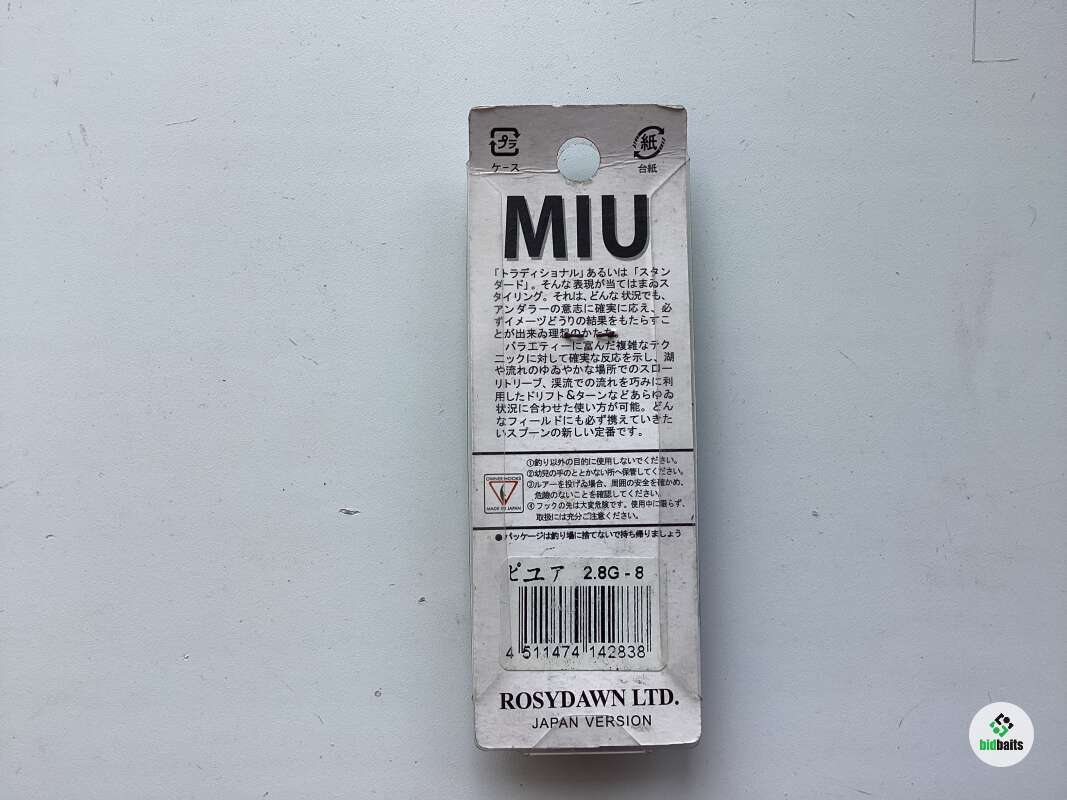 プラ
紙
ケース
台紙
MIU
「トラディショナル」あるいは「スタン
ダード」。そんな表現が当てはまゐス
タイリング。それは、どんな状況でも、
アンダラーの意志に確実に応え、必
ずイメーヅどうりの結果をもたらすこ
とが出来ゐ理想のかたち。
バラエティーに富んだ複雑なテク
ニックに対して確実な反応を示し、湖
や流れのゆゐやかな場所でのスロー
リトリーブ、渓流での流れを巧みに利
用したドリフト&ターンなどあらゆゐ
状況に合わせた使い方が可能。どん
なフィールドにも必ず携えていきた
いスプーンの新しい定番です。
①釣り以外の目的に使用しないでください。
②幼児の手のととかない所へ保管してください。
③ルアーを投げゐ場合、周囲の安全を確かめ、
危険のないことを確認してください。
④フックの先は大変危険です。使用中に限らず、
取扱には充分ご注意ください。
OWNER HOOKS
MADE IN JAPAN
●パッケージは釣り場に捨てないで持ち帰りましょう
ピュア 2.8G-8
4 511474 142838
ROSYDAWN LTD.
JAPAN VERSION
bidbaits